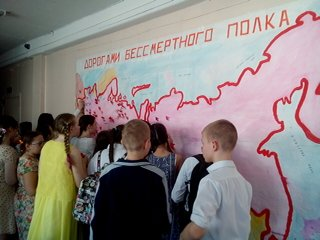 ДОРОГАМИ БЕССМЕРТНОГО ПОЛКА